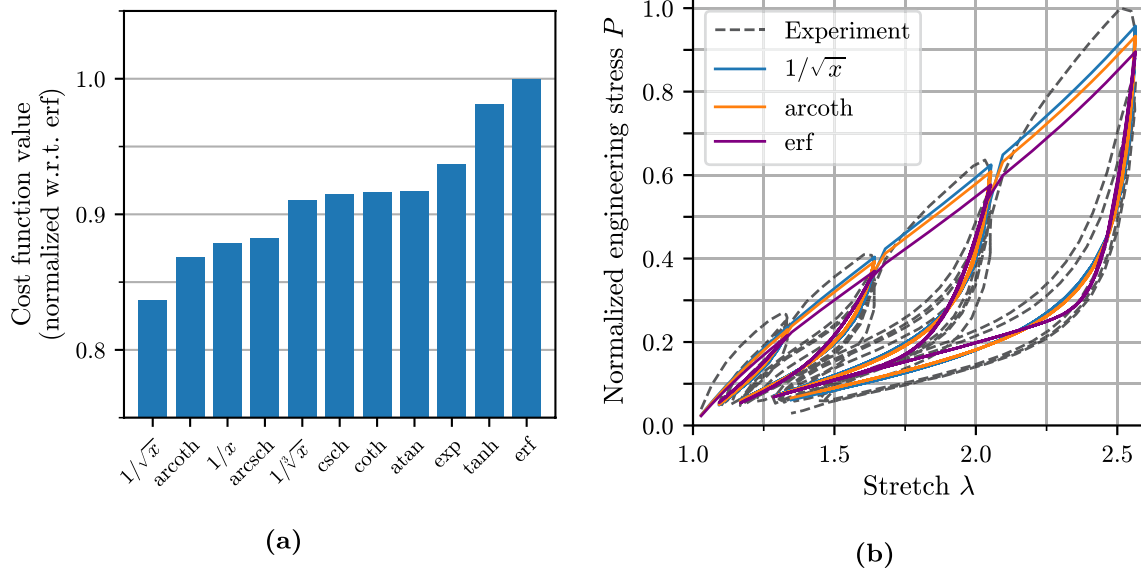 Cost function value
(normalized w.r.t. erf)
1.0
0.9
0.8
1/√x
arcoth
1/x
arcsch
1/∛x
csch
coth
atan
exp
tanh
erf
(a)
Normalized engineering stress P
1.0
0.8
0.6
0.4
0.2
0.0
Experiment
1/√x
arcoth
erf
1.0
1.5
2.0
2.5
Stretch λ
(b)